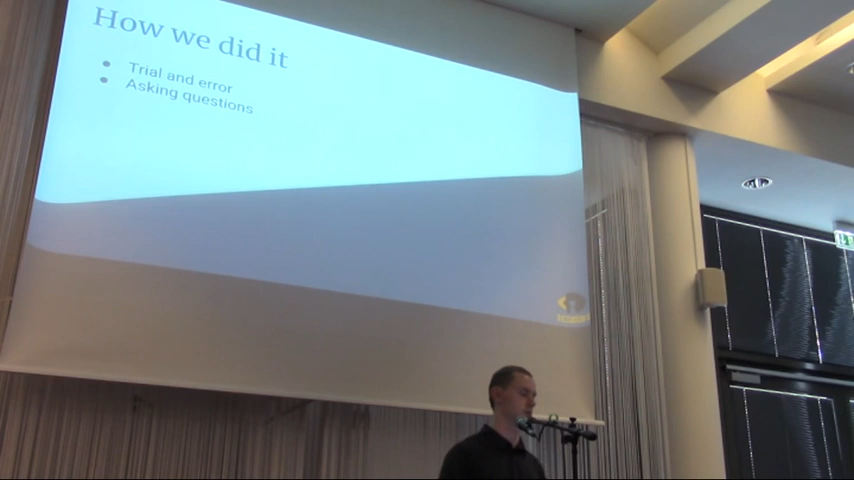 How we did it
Trial and error
Asking questions